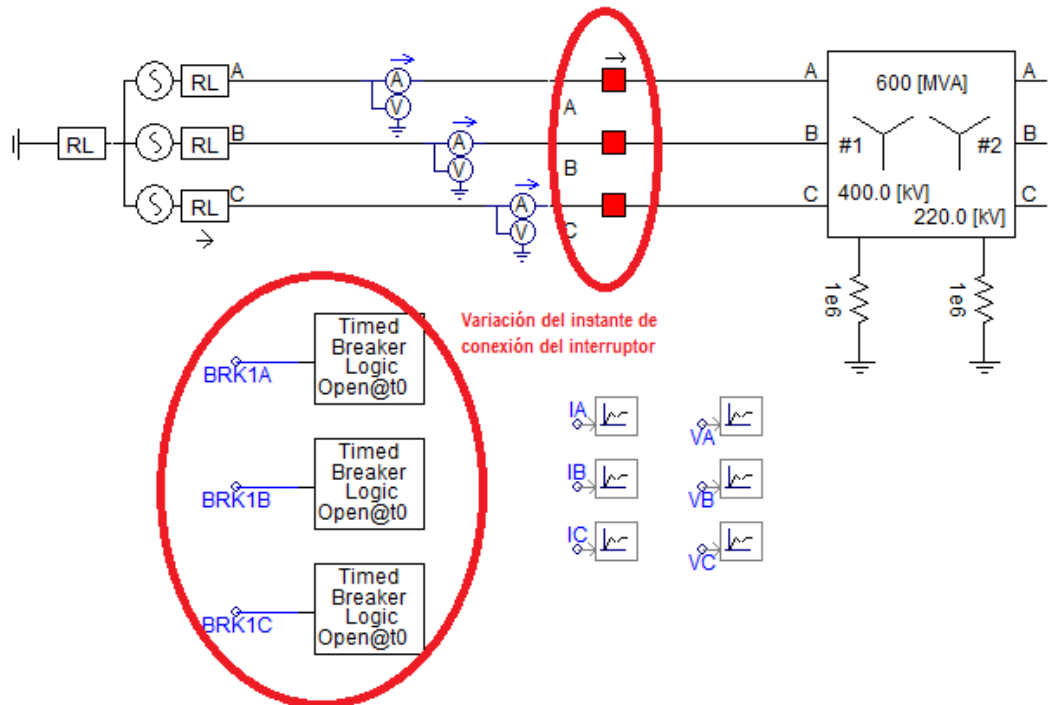 RL
A
A
V
A
A
600 [MVA]
A
RL
RL
B
A
V
B
B
#1
#2
B
RL
C
A
V
C
C
400.0 [kV]
220.0 [kV]
C
1e6
1e6
Variación del instante de
conexión del interruptor
BRK1A
Timed
Breaker
Logic
Open@t0
BRK1B
Timed
Breaker
Logic
Open@t0
BRK1C
Timed
Breaker
Logic
Open@t0
IA
VA
IB
VB
IC
VC